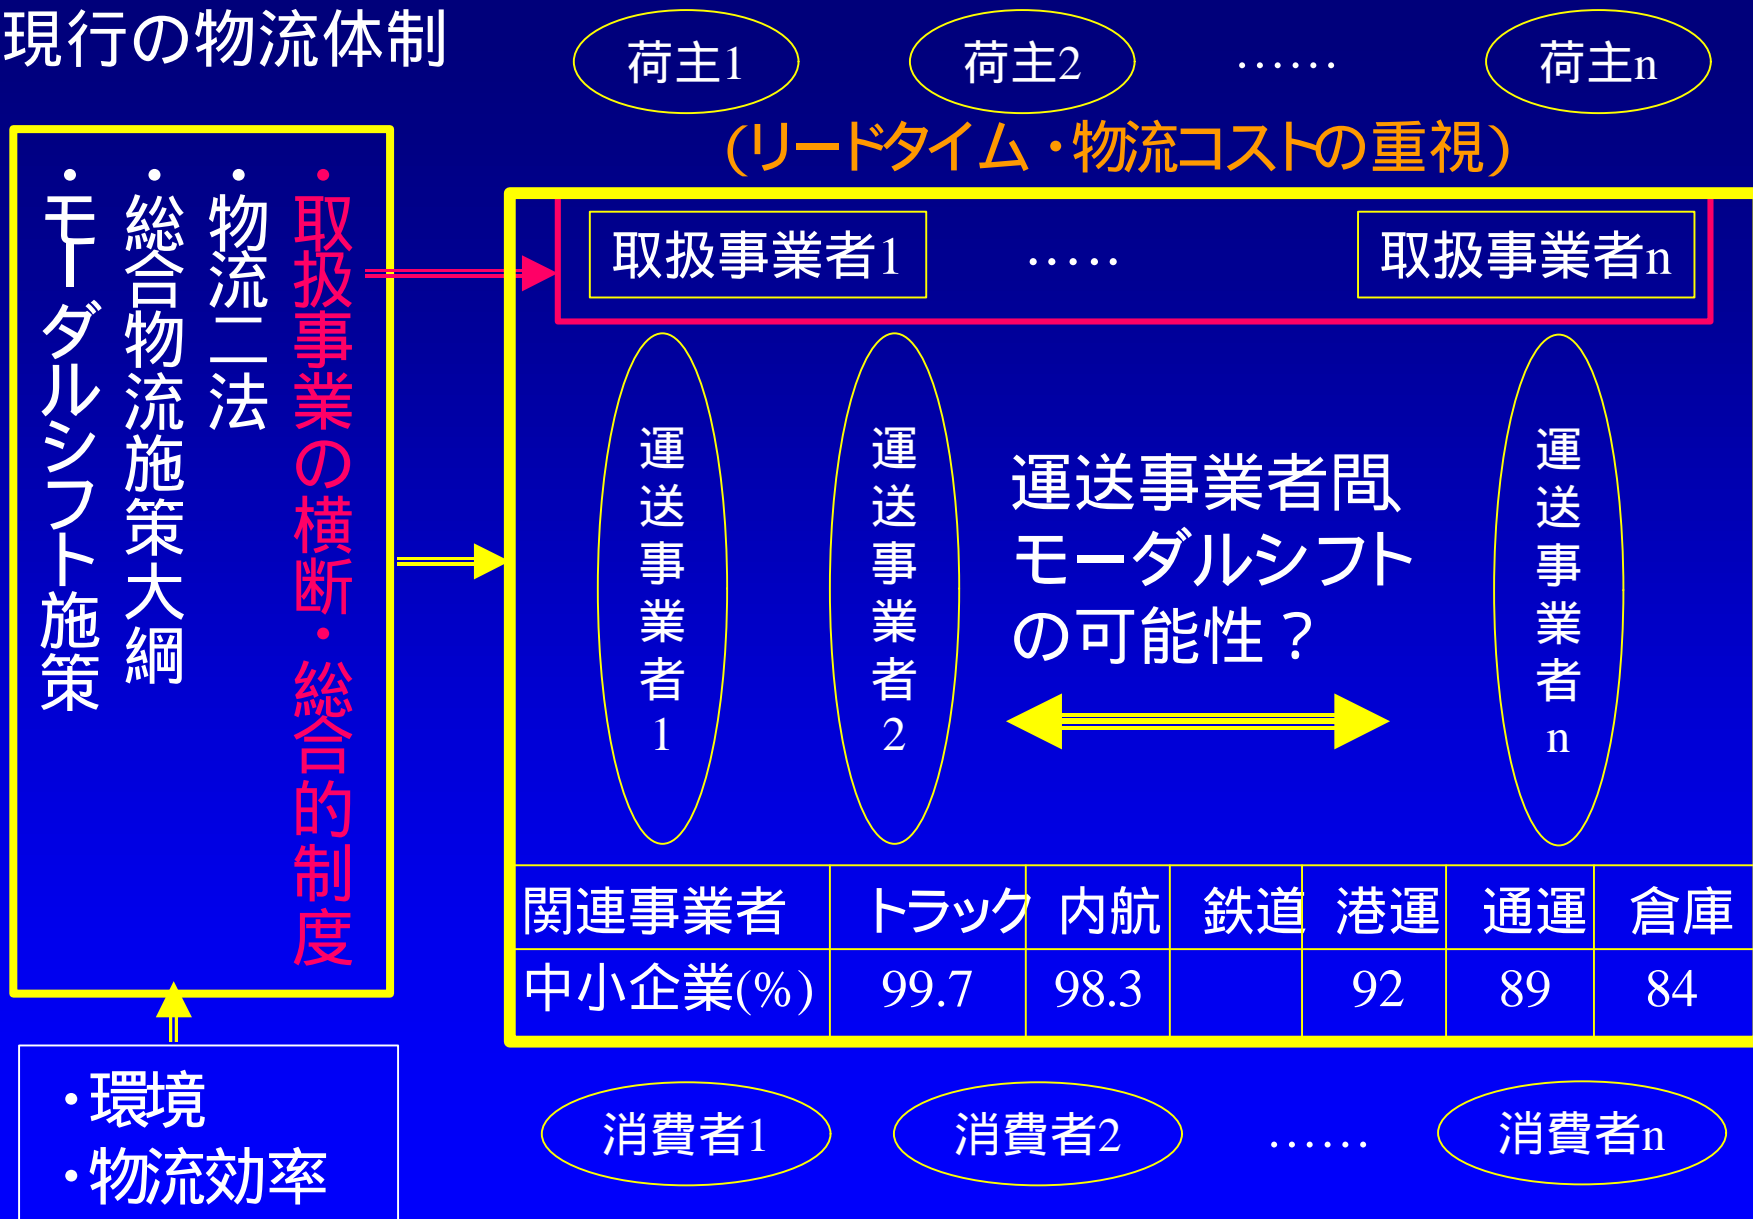 現行の物流体制
荷主1
荷主2
……
荷主n
(リードタイム・物流コストの重視)
・取扱事業の横断・総合的制度
・物流二法
・総合物流施策大綱
・モーダルシフト施策
取扱事業者1
‥‥‥
取扱事業者n
運送事業者1
運送事業者2
運送事業者間、
モーダルシフト
の可能性？
運送事業者n
関連事業者 トラック 内航 鉄道 港運 通運 倉庫
中小企業(%) 99.7 98.3 92 89 84
・環境
・物流効率
消費者1
消費者2
……
消費者n